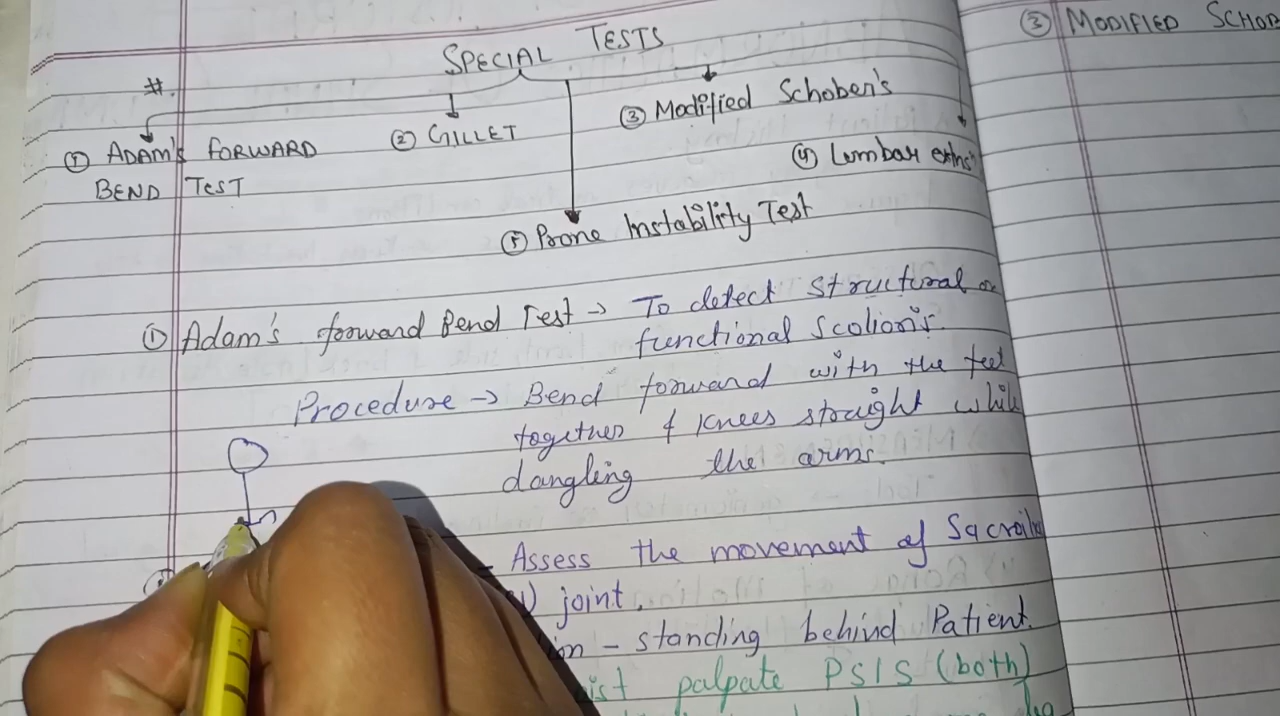 SPECIAL TESTS
#.
① ADAM's FORWARD BEND TEST
② GILLET
③ Modified Schober's
④ Lumbar extns
⑤ Prone Instability Test
① Adam's forward Bend Test → To detect structural or
functional Scoliosis.
Procedure → Bend forward with the feet
together & knees straight while
dangling the arms.
- Assess the movement of Sacroili
joint.
- standing behind Patient.
palpate PSIS (both)
③ MODIFIED SCHOB